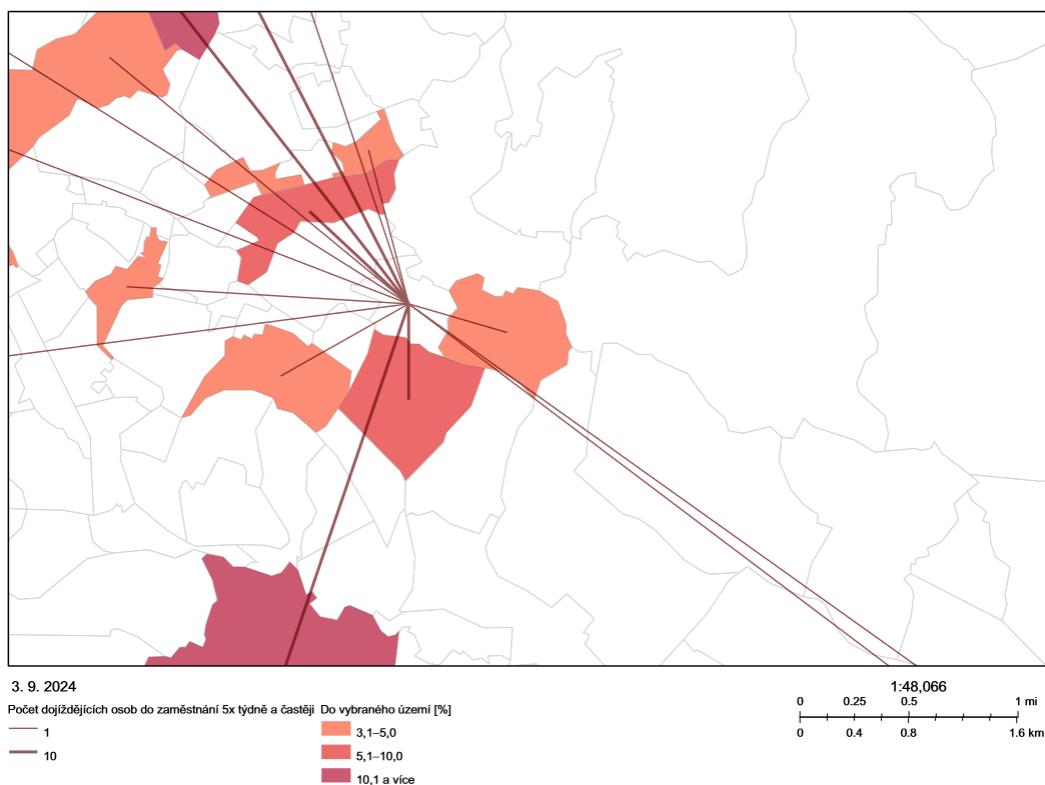 3. 9. 2024
1:48,066
Počet dojíždějících osob do zaměstnání 5x týdně a častěji
1
10
Do vybraného území [%]
3,1–5,0
5,1–10,0
10,1 a více
0 0.25 0.5 1 mi
0 0.4 0.8 1.6 km